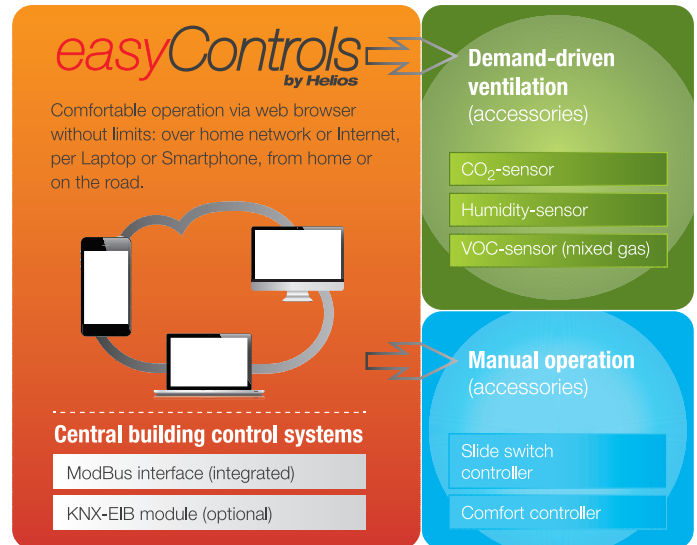 easyControls
by Helios
Comfortable operation via web browser
without limits: over home network or Internet,
per Laptop or Smartphone, from home or
on the road.
Central building control systems
ModBus interface (integrated)
KNX-EIB module (optional)
Demand-driven
ventilation
(accessories)
CO₂-sensor
Humidity-sensor
VOC-sensor (mixed gas)
Manual operation
(accessories)
Slide switch
controller
Comfort controller